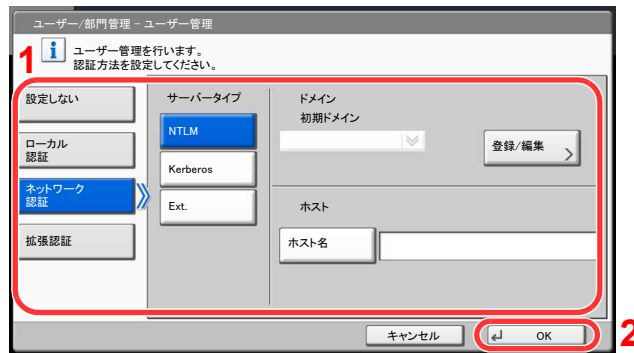 ユーザー/部門管理 - ユーザー管理
1
i
ユーザー管理を行います。
認証方法を設定してください。
設定しない
ローカル
認証
ネットワーク
認証
拡張認証
サーバータイプ
NTLM
Kerberos
Ext.
ドメイン
初期ドメイン
登録/編集
ホスト
ホスト名
キャンセル
OK
2